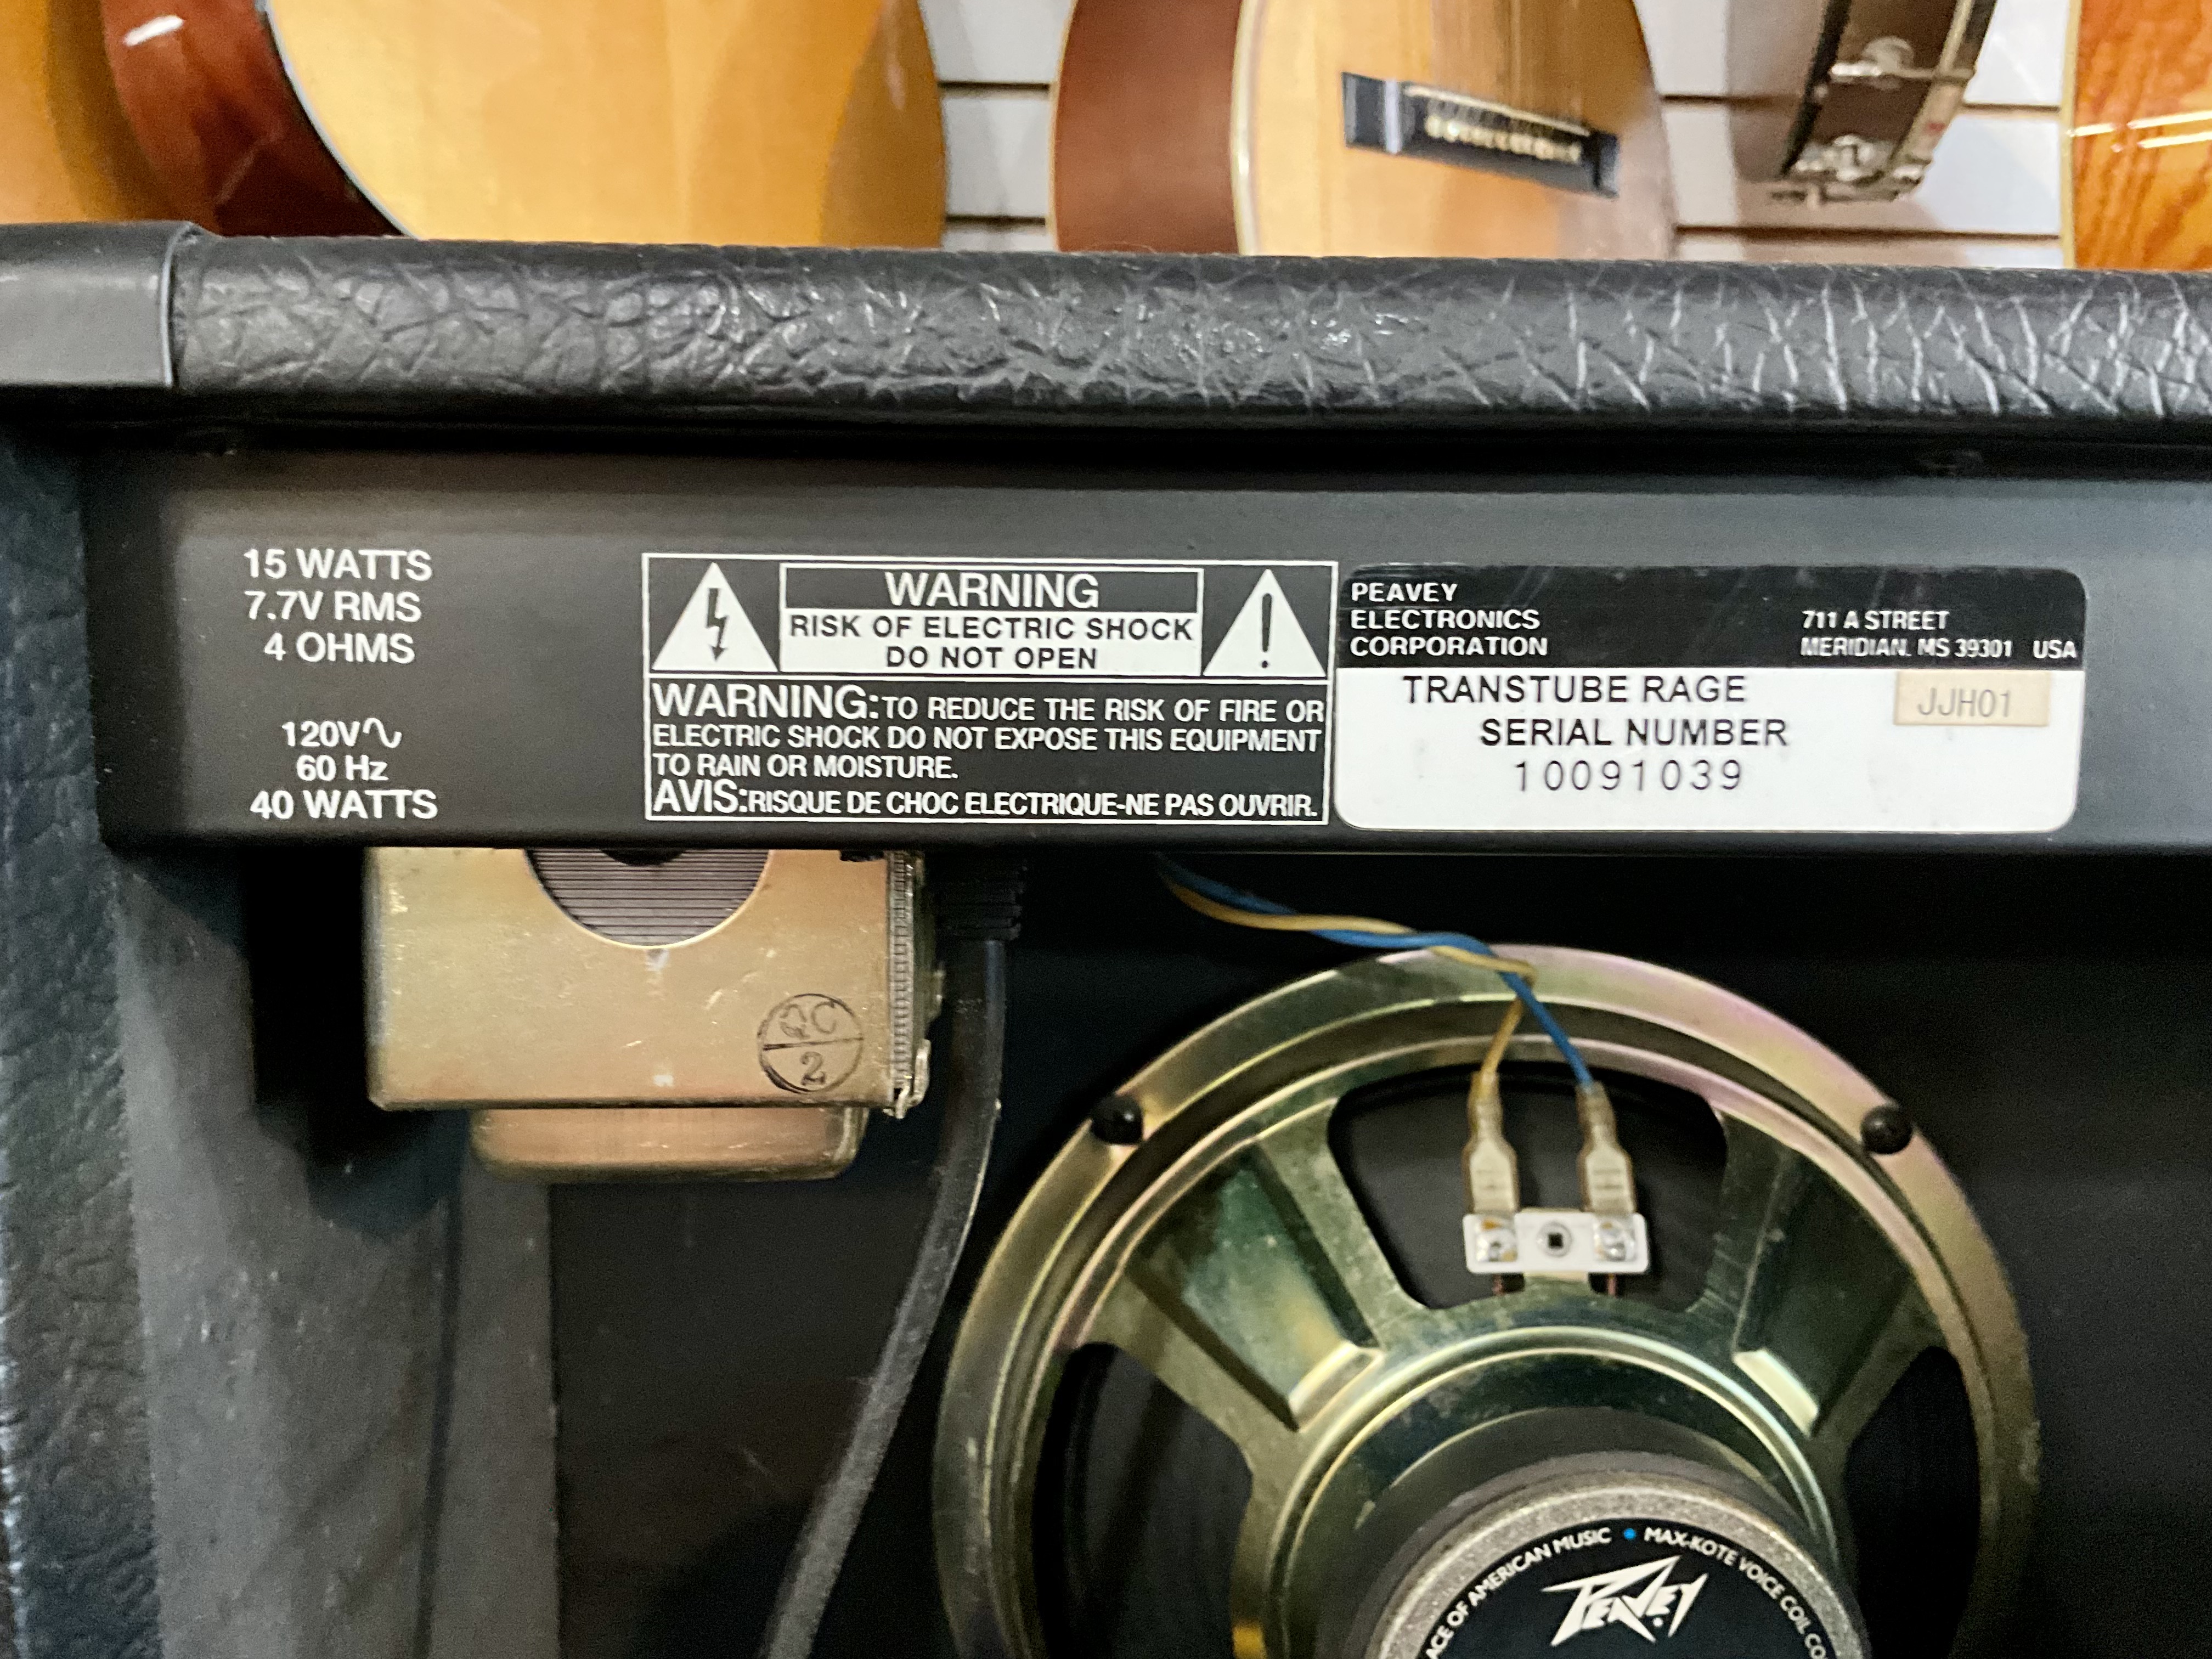 15 WATTS
7.7V RMS
4 OHMS
120V
60 Hz
40 WATTS
WARNING
RISK OF ELECTRIC SHOCK
DO NOT OPEN
WARNING: TO REDUCE THE RISK OF FIRE OR
ELECTRIC SHOCK DO NOT EXPOSE THIS EQUIPMENT
TO RAIN OR MOISTURE.
AVIS: RISQUE DE CHOC ELECTRIQUE-NE PAS OUVRIR.
PEAVEY
ELECTRONICS
CORPORATION
711 A STREET
MERIDIAN, MS 39301 USA
TRANSTUBE RAGE
JJH01
SERIAL NUMBER
10091039
QC
2
OF AMERICAN MUSIC • MAX-KOTE VOICE COIL
PEAVEY